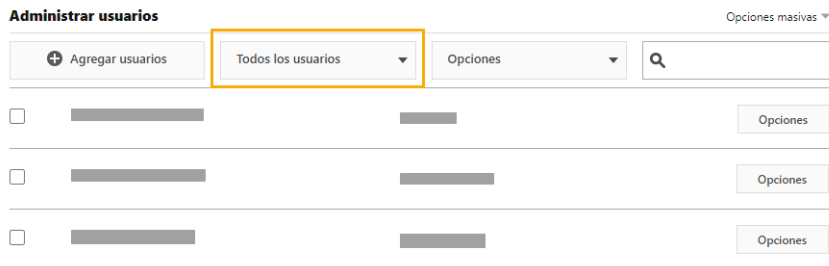 Administrar usuarios
Opciones masivas
Agregar usuarios
Todos los usuarios
Opciones
Opciones
Opciones
Opciones